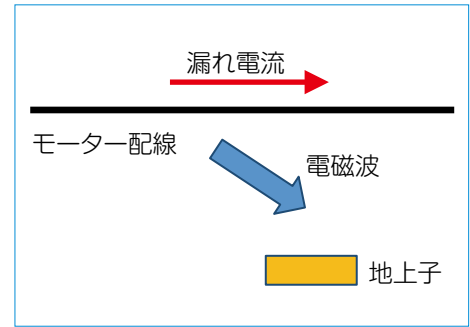 漏れ電流
モーター配線
電磁波
地上子